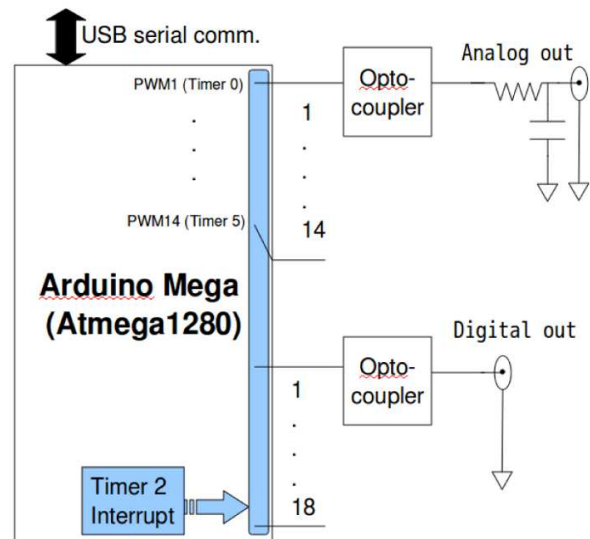 USB serial comm.
Analog out
PWM1 (Timer 0)
Opto-
coupler
1
.
.
.
.
.
.
14
PWM14 (Timer 5)
Arduino Mega
(Atmega1280)
Digital out
Opto-
coupler
1
.
.
.
18
Timer 2
Interrupt